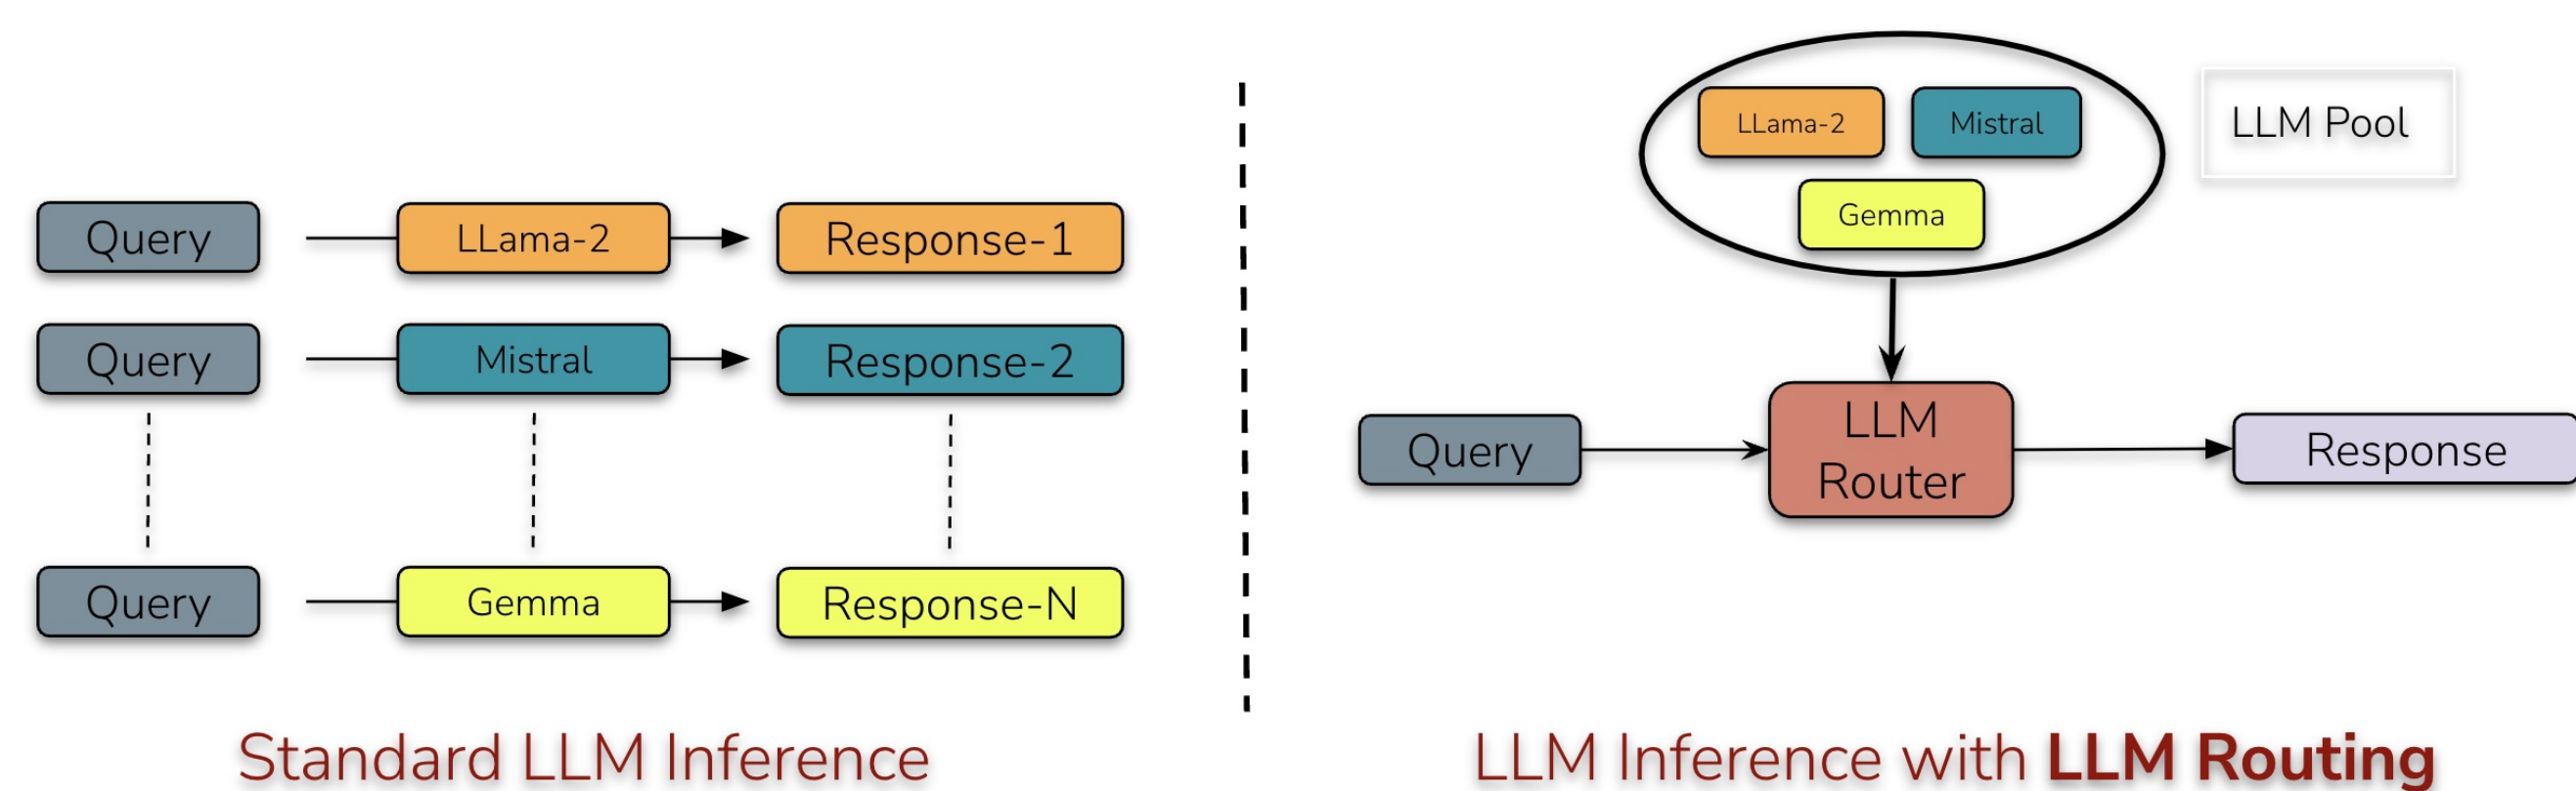 Query
LLama-2
Response-1
Query
Mistral
Response-2
Query
Gemma
Response-N
Standard LLM Inference
LLama-2
Mistral
Gemma
LLM Pool
Query
LLM
Router
Response
LLM Inference with LLM Routing